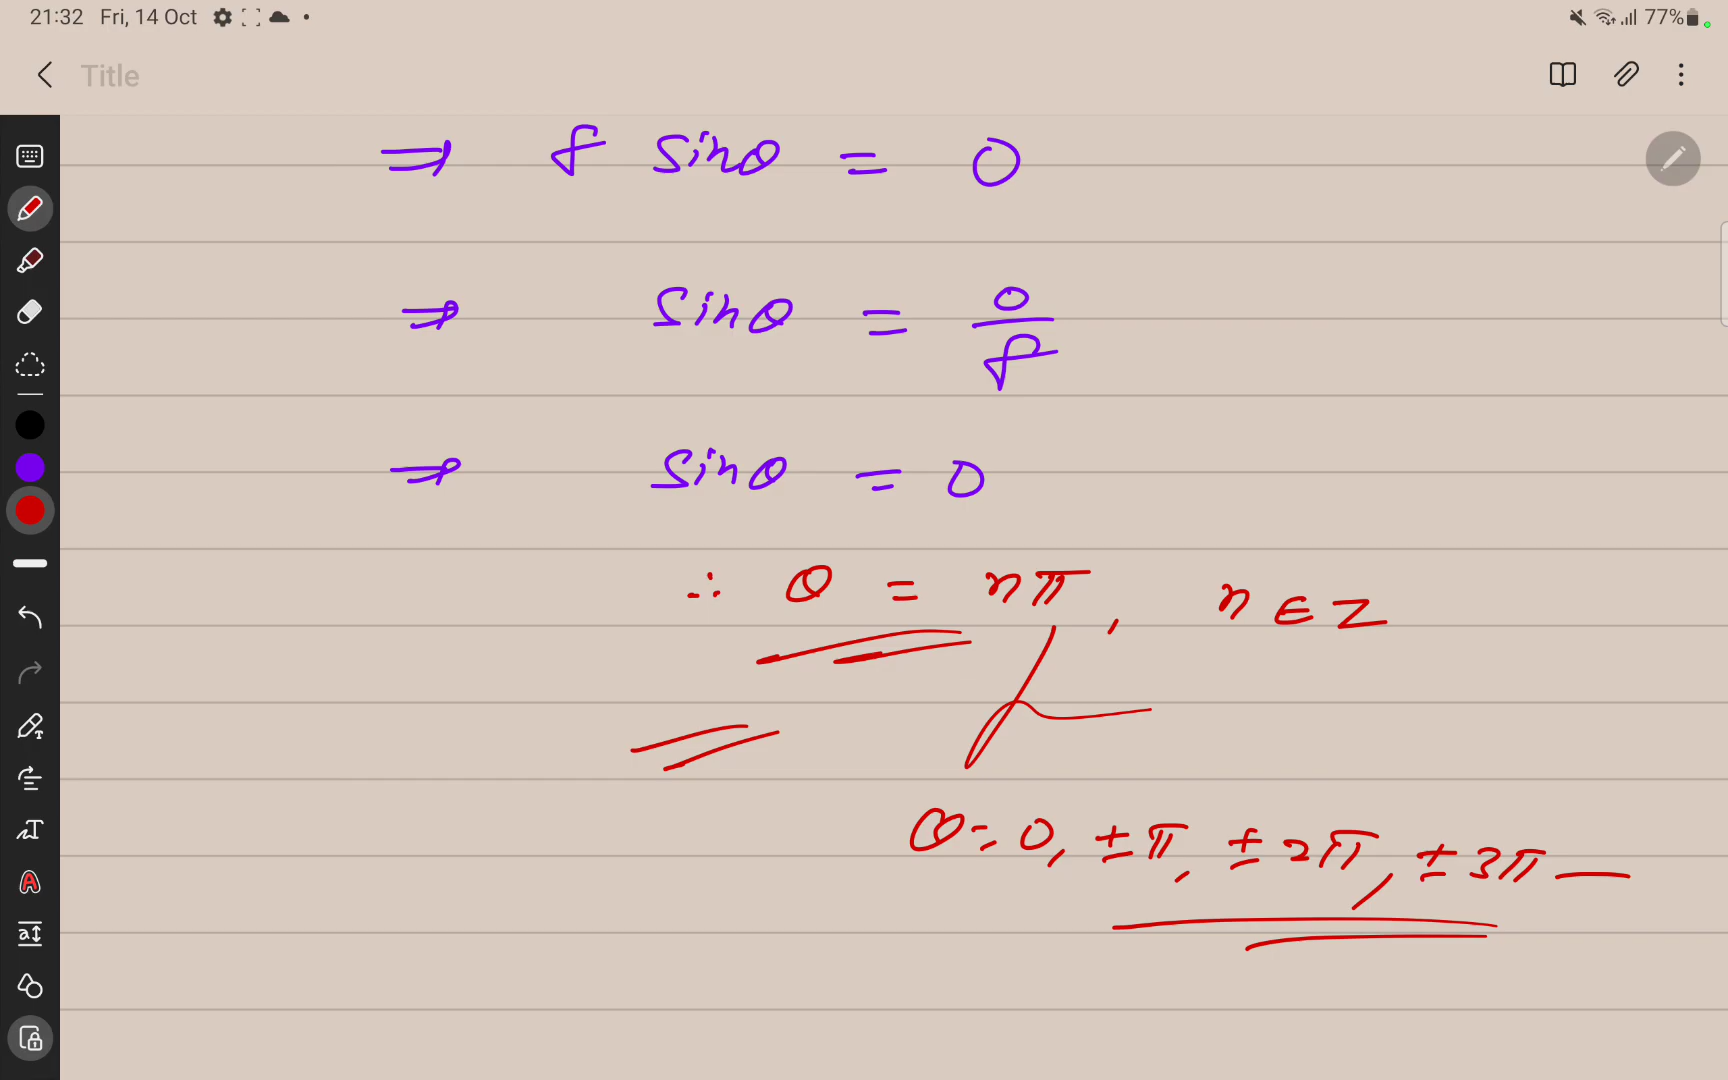 21:32 Fri, 14 Oct 77%
Title
⇒ f sinθ = 0
⇒ sinθ = 0/f
⇒ sinθ = 0
∴ θ = nπ, n ∈ Z
θ = 0, ±π, ±2π, ±3π —